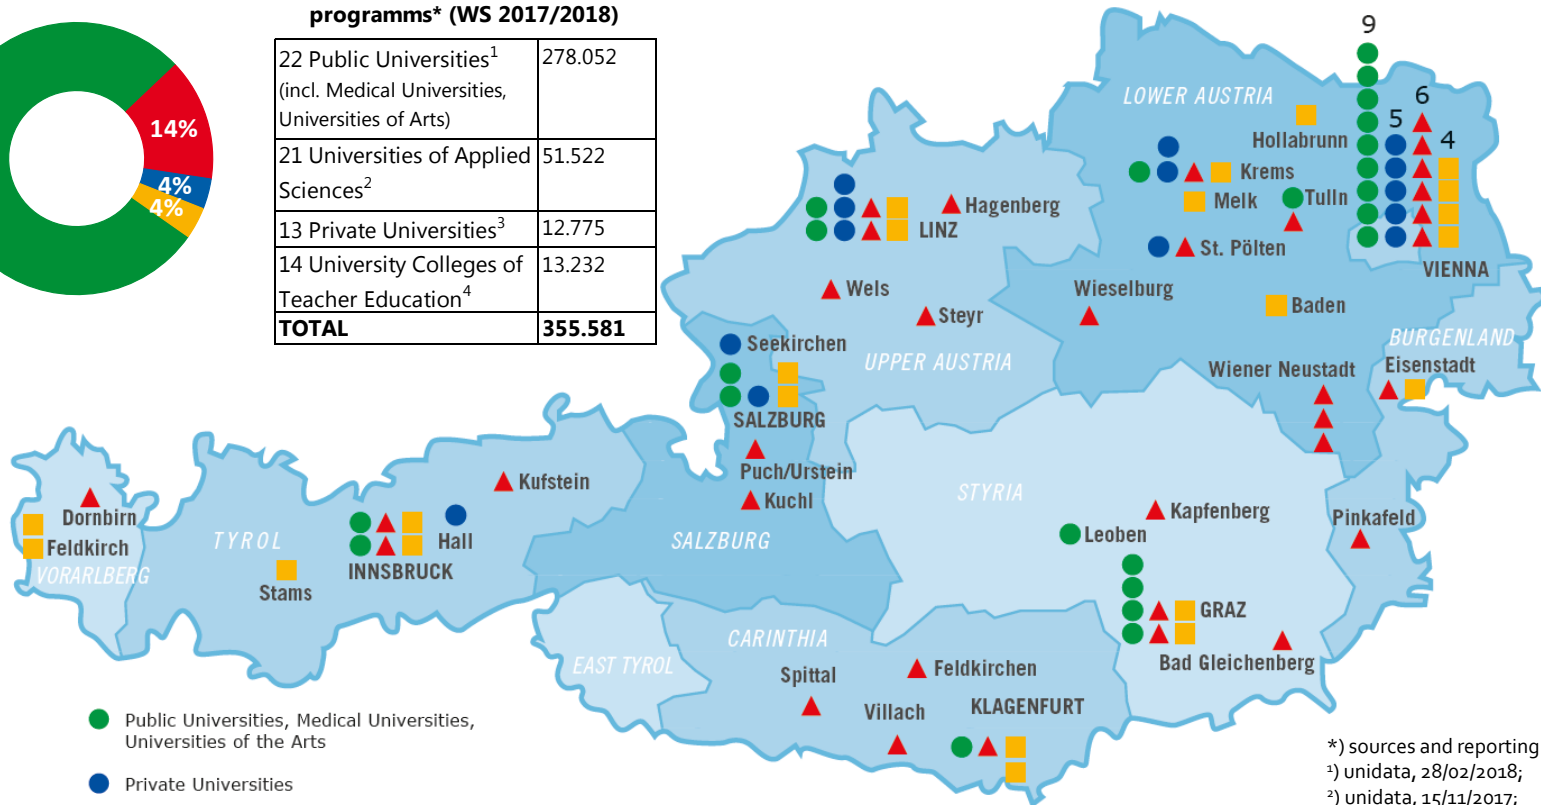 programms* (WS 2017/2018)
22 Public Universities¹ 278.052
(incl. Medical Universities,
Universities of Arts)
21 Universities of Applied 51.522
Sciences²
13 Private Universities³ 12.775
14 University Colleges of 13.232
Teacher Education⁴
TOTAL 355.581
14%
4%
4%
9
6
5
4
LOWER AUSTRIA
Hollabrunn
Krems
Melk
Tulln
St. Pölten
VIENNA
Hagenberg
LINZ
Wels
Steyr
Wieselburg
Baden
UPPER AUSTRIA
BURGENLAND
Eisenstadt
Wiener Neustadt
Seekirchen
SALZBURG
Puch/Urstein
Kuchl
SALZBURG
STYRIA
Kapfenberg
Leoben
Pinkafeld
GRAZ
Bad Gleichenberg
Kufstein
Hall
INNSBRUCK
TYROL
Stams
Dornbirn
Feldkirch
VORARLBERG
EAST TYROL
CARINTHIA
Spittal
Feldkirchen
Villach
KLAGENFURT
Public Universities, Medical Universities,
Universities of the Arts
Private Universities
*) sources and reporting
¹) unidata, 28/02/2018;
²) unidata, 15/11/2017;